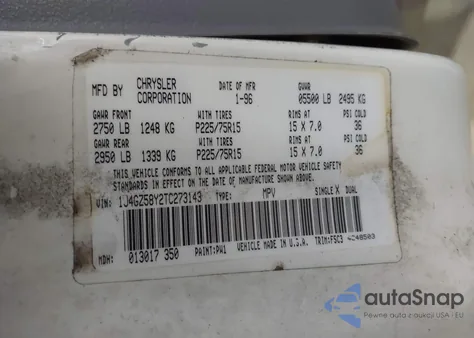 MFD BY CHRYSLER CORPORATION DATE OF MFR 1-96 GVWR 05500 LB 2495 KG
GAWR FRONT WITH TIRES RIMS AT PSI COLD
2750 LB 1248 KG P225/75R15 15 X 7.0 36
GAWR REAR WITH TIRES RIMS AT PSI COLD
2950 LB 1339 KG P225/75R15 15 X 7.0 36
THIS VEHICLE CONFORMS TO ALL APPLICABLE FEDERAL MOTOR VEHICLE SAFETY
STANDARDS IN EFFECT ON THE DATE OF MANUFACTURE SHOWN ABOVE.
VIN: 1J4GZ58Y2TC273143 TYPE: MPV SINGLE X DUAL
MDH: 013017 350 PAINT: PW1 VEHICLE MADE IN U.S.A. TRIM: F5C3 4248503
autoSnap
Pewne auta z aukcji USA i EU